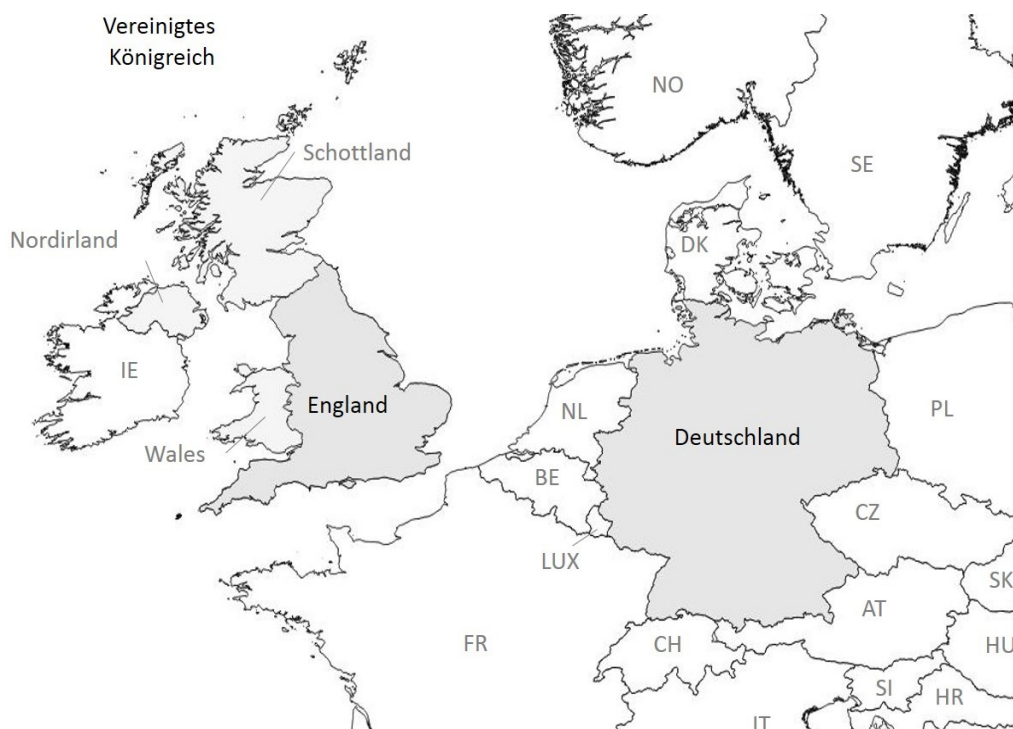 Vereinigtes
Königreich
NO
Schottland
SE
Nordirland
DK
IE
England
NL
PL
Deutschland
Wales
BE
CZ
LUX
SK
AT
FR
CH
HU
SI
HR
IT